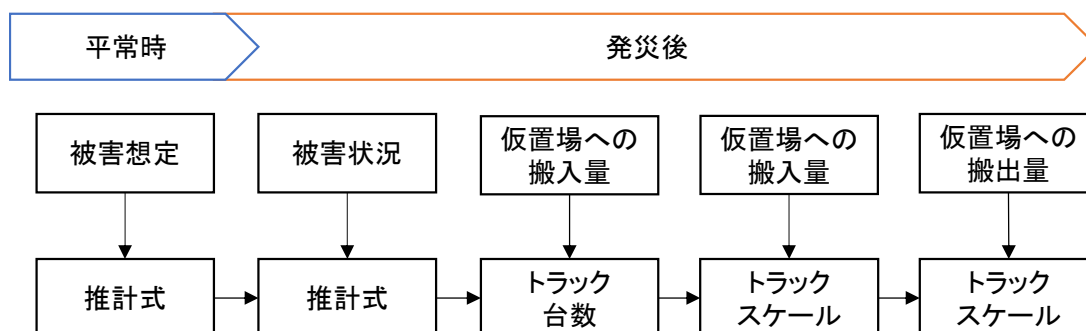 平常時
発災後
被害想定
被害状況
仮置場への
搬入量
仮置場への
搬入量
仮置場への
搬出量
推計式
推計式
トラック
台数
トラック
スケール
トラック
スケール